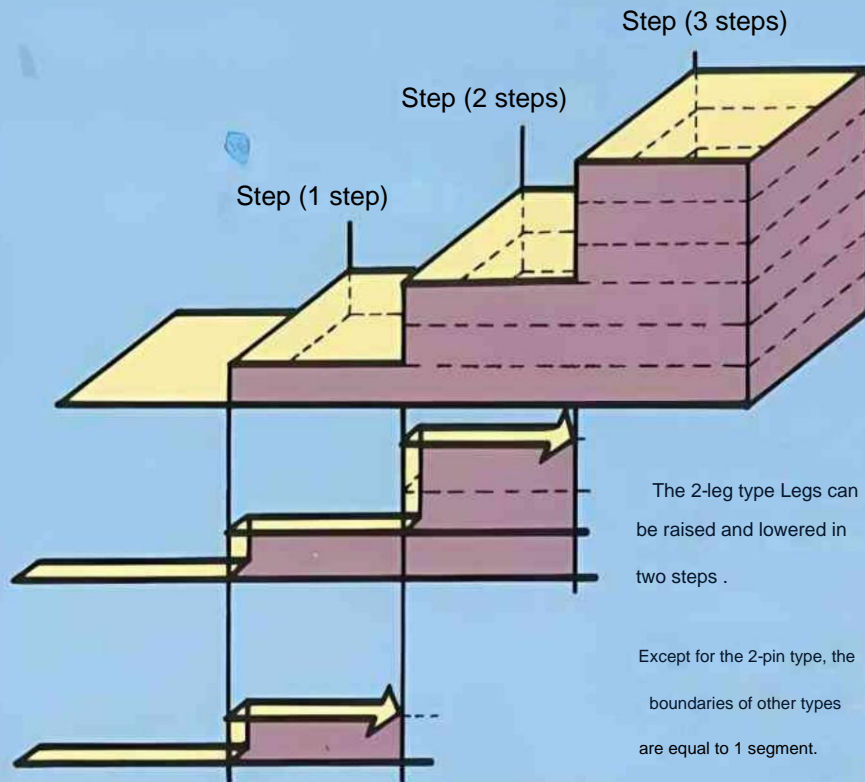 Step (3 steps)
Step (2 steps)
Step (1 step)
The 2-leg type Legs can
be raised and lowered in
two steps .
Except for the 2-pin type, the
boundaries of other types
are equal to 1 segment.